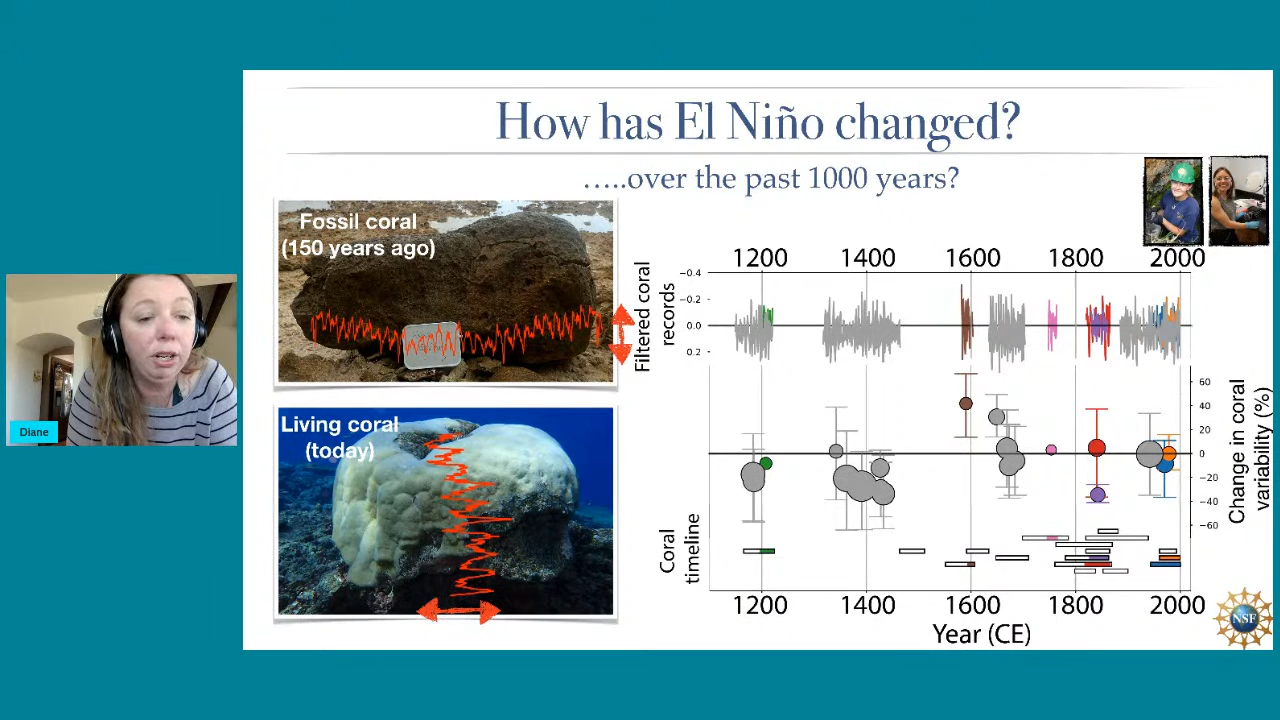 How has El Niño changed?
…..over the past 1000 years?
Fossil coral
(150 years ago)
Living coral
(today)
Diane
1200 1400 1600 1800 2000
Filtered coral
records
−0.4
−0.2
0.0
0.2
60
40
20
0
−20
−40
−60
Change in coral
variability (%)
Coral
timeline
1200 1400 1600 1800 2000
Year (CE)
NSF